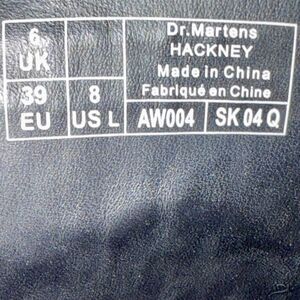 6
UK
39
EU
8
US L
Dr.Martens
HACKNEY
Made in China
Fabriqué en Chine
AW004
SK 04 Q